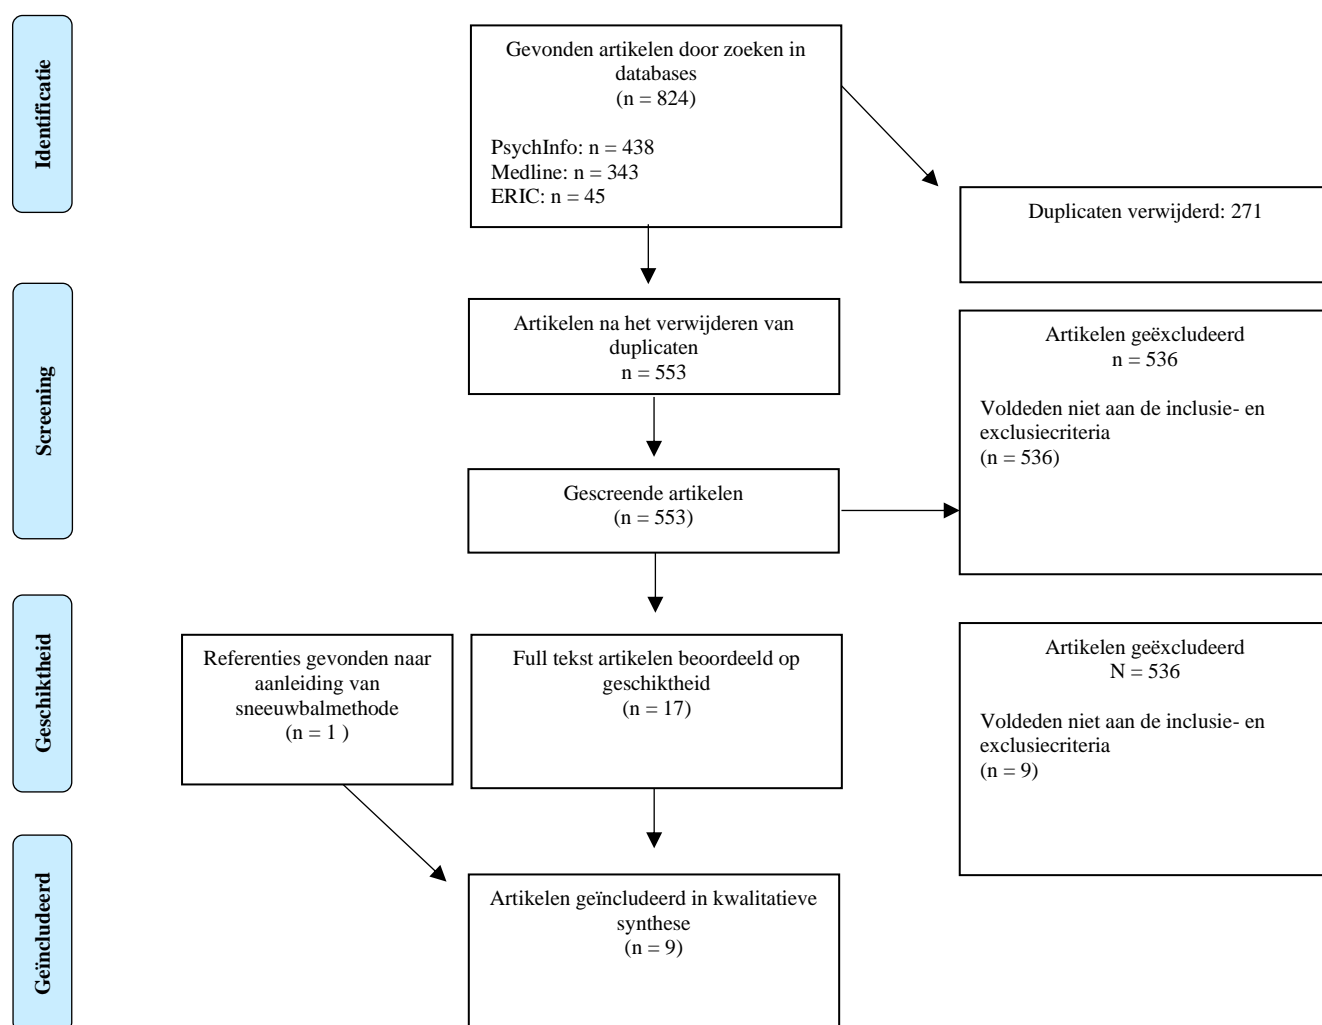 Identificatie
Gevonden artikelen door zoeken in
databases
(n = 824)
PsychInfo: n = 438
Medline: n = 343
ERIC: n = 45
Duplicaten verwijderd: 271
Screening
Artikelen na het verwijderen van
duplicaten
n = 553
Artikelen geëxcludeerd
n = 536
Voldeden niet aan de inclusie- en
exclusiecriteria
(n = 536)
Gescreende artikelen
(n = 553)
Geschiktheid
Referenties gevonden naar
aanleiding van
sneeuwbalmethode
(n = 1 )
Full tekst artikelen beoordeeld op
geschiktheid
(n = 17)
Artikelen geëxcludeerd
N = 536
Voldeden niet aan de inclusie- en
exclusiecriteria
(n = 9)
Geïncludeerd
Artikelen geïncludeerd in kwalitatieve
synthese
(n = 9)